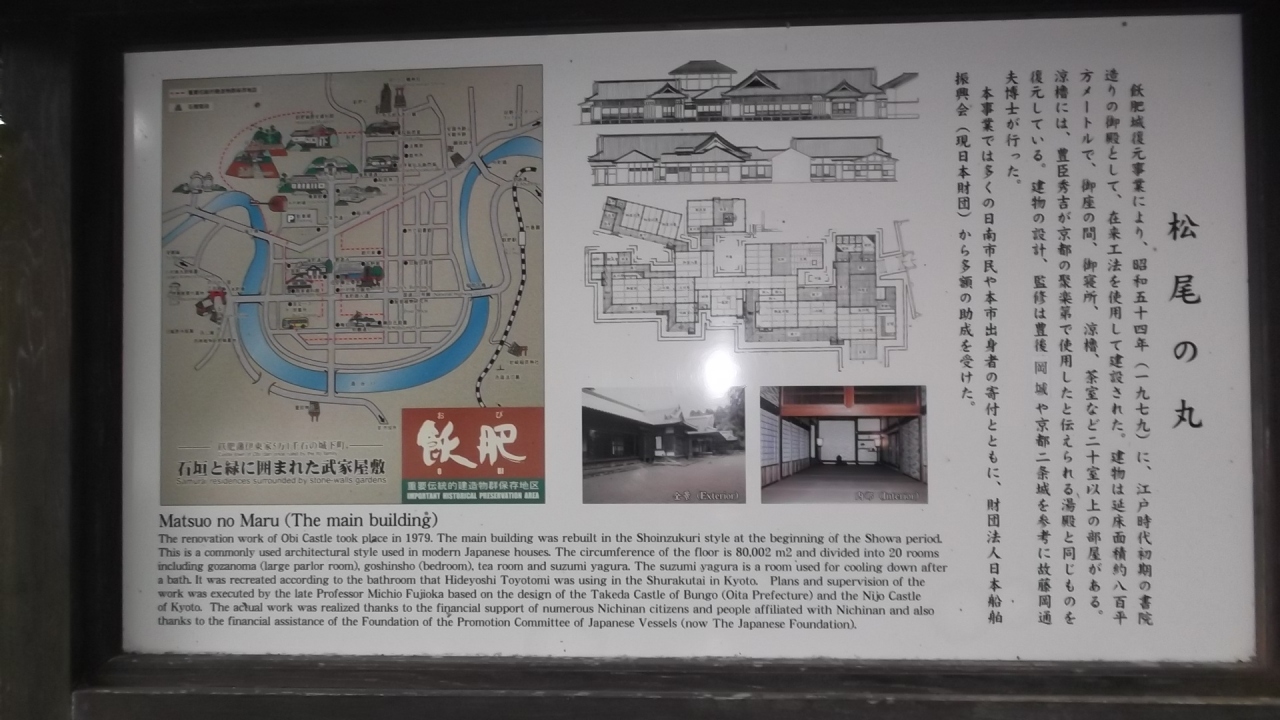 松尾の丸
飫肥城復元事業により、昭和五十四年（一九七九）に、江戸時代初期の書院
造りの御殿として、在来工法を使用して建設された。建物は延床面積約八百平
方メートルで、御座の間、御寝所、涼櫓、茶室など二十室以上の部屋がある。
涼櫓には、豊臣秀吉が京都の聚楽第で使用したと伝えられる湯殿と同じものを
復元している。建物の設計、監修は豊後 岡城や京都二条城を参考に故藤岡通
夫博士が行った。
本事業では多くの日南市民や本市出身者の寄付とともに、財団法人日本船舶
振興会（現日本財団）から多額の助成を受けた。
飫肥藩伊東家5万1千石の城下町。
石垣と緑に囲まれた武家屋敷
Samurai residences surrounded by stone-walls gardens
お び
飫肥
重要伝統的建造物群保存地区
IMPORTANT HISTORICAL PRESERVATION AREA
全景 (Exterior)
(Interior)
Matsuo no Maru (The main building)
The renovation work of Obi Castle took place in 1979. The main building was rebuilt in the Shoinzukuri style at the beginning of the Showa period.
This is a commonly used architectural style used in modern Japanese houses. The circumference of the floor is 80,002 m2 and divided into 20 rooms
including gozanoma (large parlor room), goshinsho (bedroom), tea room and suzumi yagura. The suzumi yagura is a room used for cooling down after
a bath. It was recreated according to the bathroom that Hideyoshi Toyotomi was using in the Shurakutai in Kyoto. Plans and supervision of the
work was executed by the late Professor Michio Fujioka based on the design of the Takeda Castle of Bungo (Oita Prefecture) and the Nijo Castle
of Kyoto. The actual work was realized thanks to the financial support of numerous Nichinan citizens and people affiliated with Nichinan and also
thanks to the financial assistance of the Foundation of the Promotion Committee of Japanese Vessels (now The Japanese Foundation).